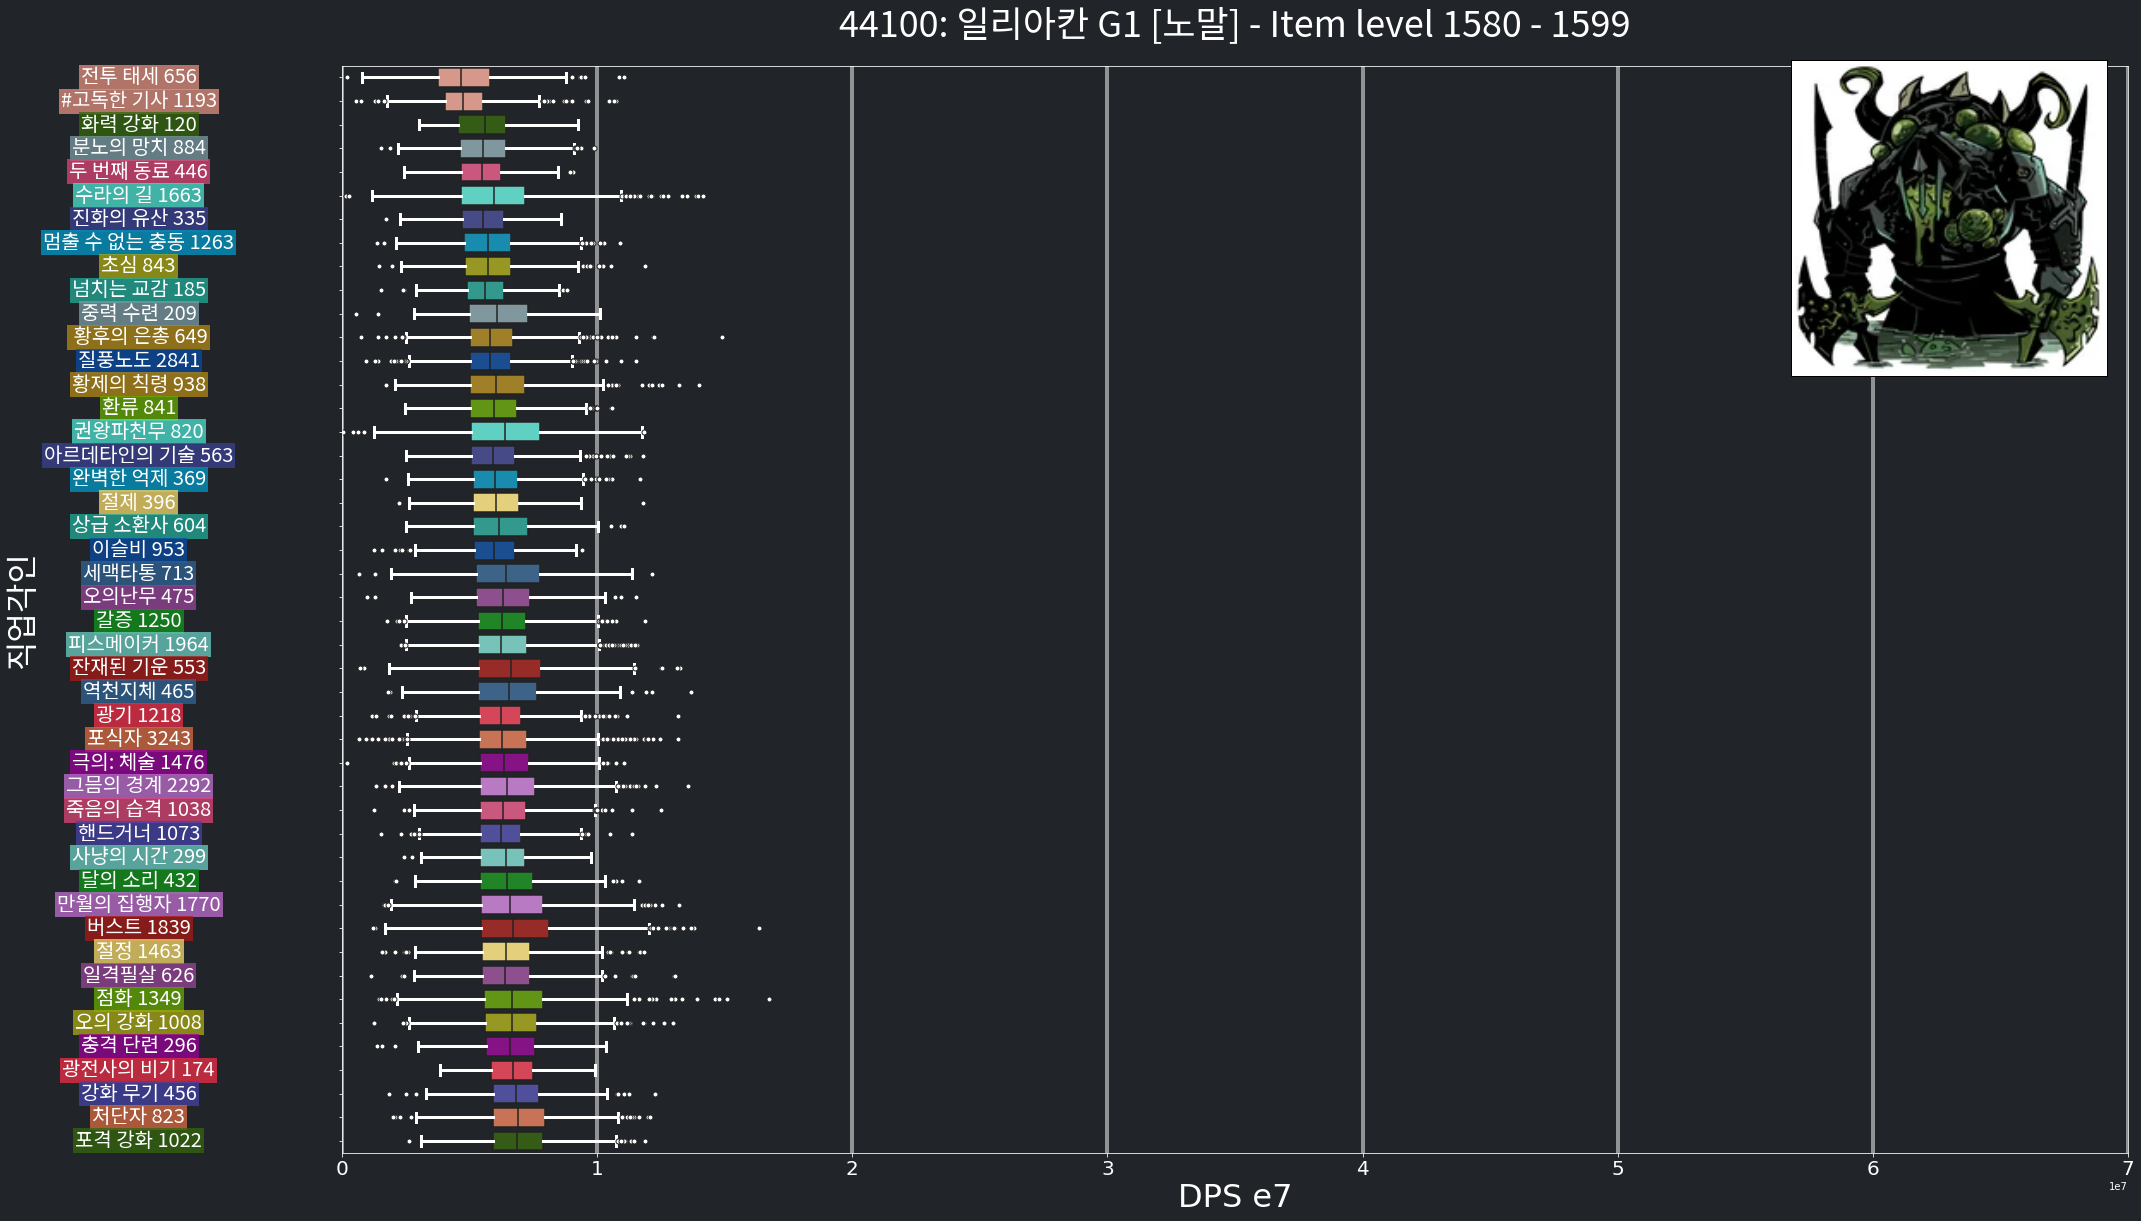 44100: 일리아칸 G1 [노말] - Item level 1580 - 1599
전투 태세 656
#고독한 기사 1193
화력 강화 120
분노의 망치 884
두 번째 동료 446
수라의 길 1663
진화의 유산 335
멈출 수 없는 충동 1263
초심 843
넘치는 교감 185
중력 수련 209
황후의 은총 649
질풍노도 2841
황제의 칙령 938
환류 841
권왕파천무 820
아르데타인의 기술 563
완벽한 억제 369
절제 396
상급 소환사 604
이슬비 953
세맥타통 713
오의난무 475
갈증 1250
피스메이커 1964
잔재된 기운 553
역천지체 465
광기 1218
포식자 3243
극의: 체술 1476
그믐의 경계 2292
죽음의 습격 1038
핸드거너 1073
사냥의 시간 299
달의 소리 432
만월의 집행자 1770
버스트 1839
절정 1463
일격필살 626
점화 1349
오의 강화 1008
충격 단련 296
광전사의 비기 174
강화 무기 456
처단자 823
포격 강화 1022
직업각인
0 1 2 3 4 5 6 7
1e7
DPS e7